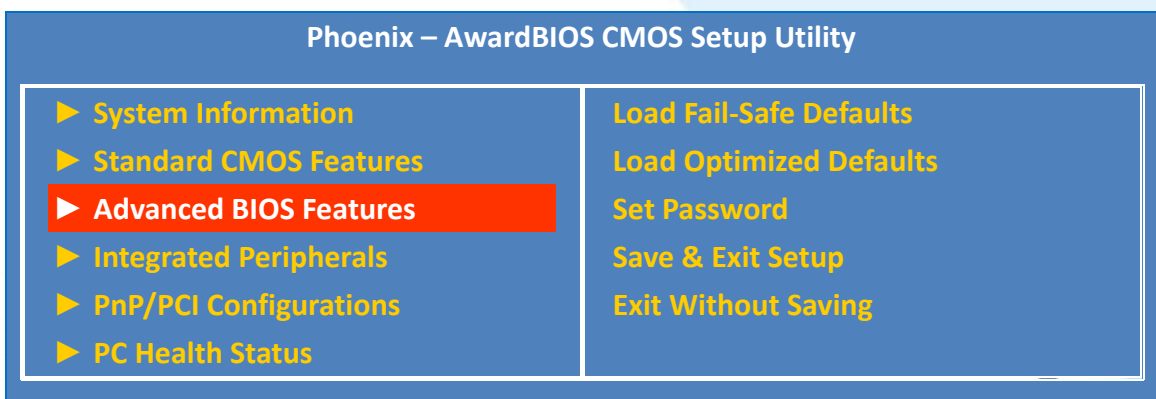 Phoenix – AwardBIOS CMOS Setup Utility
► System Information
► Standard CMOS Features
► Advanced BIOS Features
► Integrated Peripherals
► PnP/PCI Configurations
► PC Health Status
Load Fail-Safe Defaults
Load Optimized Defaults
Set Password
Save & Exit Setup
Exit Without Saving